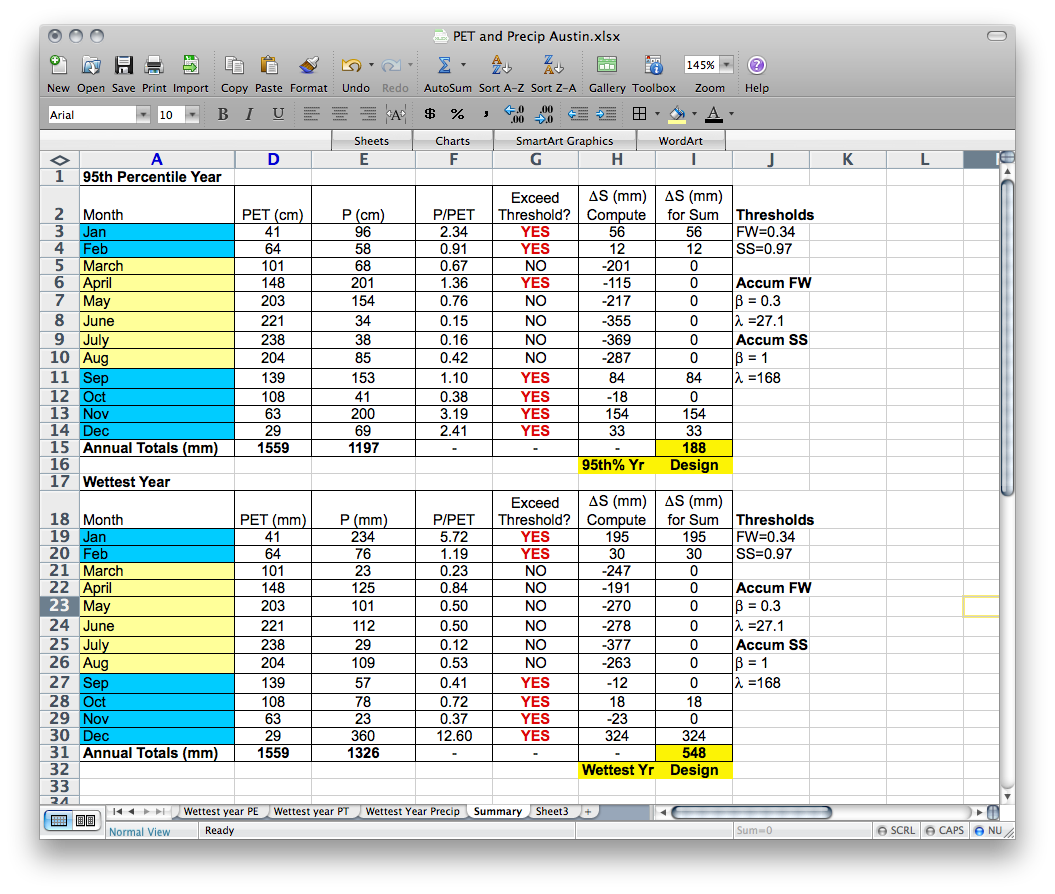 PET and Precip Austin.xlsx
New Open Save Print Import Copy Paste Format Undo Redo AutoSum Sort A-Z Sort Z-A Gallery Toolbox 145% Zoom Help
Arial 10 B I U A $ % , .0 .00 .00 .0 A
Sheets Charts SmartArt Graphics WordArt
A D E F G H I J K L
1 95th Percentile Year
2 Month PET (cm) P (cm) P/PET Exceed Threshold? ΔS (mm) Compute ΔS (mm) for Sum Thresholds
3 Jan 41 96 2.34 YES 56 56 FW=0.34
4 Feb 64 58 0.91 YES 12 12 SS=0.97
5 March 101 68 0.67 NO -201 0
6 April 148 201 1.36 YES -115 0 Accum FW
7 May 203 154 0.76 NO -217 0 β = 0.3
8 June 221 34 0.15 NO -355 0 λ =27.1
9 July 238 38 0.16 NO -369 0 Accum SS
10 Aug 204 85 0.42 NO -287 0 β = 1
11 Sep 139 153 1.10 YES 84 84 λ =168
12 Oct 108 41 0.38 YES -18 0
13 Nov 63 200 3.19 YES 154 154
14 Dec 29 69 2.41 YES 33 33
15 Annual Totals (mm) 1559 1197 - - - 188
16 95th% Yr Design
17 Wettest Year
18 Month PET (mm) P (mm) P/PET Exceed Threshold? ΔS (mm) Compute ΔS (mm) for Sum Thresholds
19 Jan 41 234 5.72 YES 195 195 FW=0.34
20 Feb 64 76 1.19 YES 30 30 SS=0.97
21 March 101 23 0.23 NO -247 0
22 April 148 125 0.84 NO -191 0 Accum FW
23 May 203 101 0.50 NO -270 0 β = 0.3
24 June 221 112 0.50 NO -278 0 λ =27.1
25 July 238 29 0.12 NO -377 0 Accum SS
26 Aug 204 109 0.53 NO -263 0 β = 1
27 Sep 139 57 0.41 YES -12 0 λ =168
28 Oct 108 78 0.72 YES 18 18
29 Nov 63 23 0.37 YES -23 0
30 Dec 29 360 12.60 YES 324 324
31 Annual Totals (mm) 1559 1326 - - - 548
32 Wettest Yr Design
33
34
Wettest year PE Wettest year PT Wettest Year Precip Summary Sheet3 +
Normal View Ready Sum=0 SCRL CAPS NU